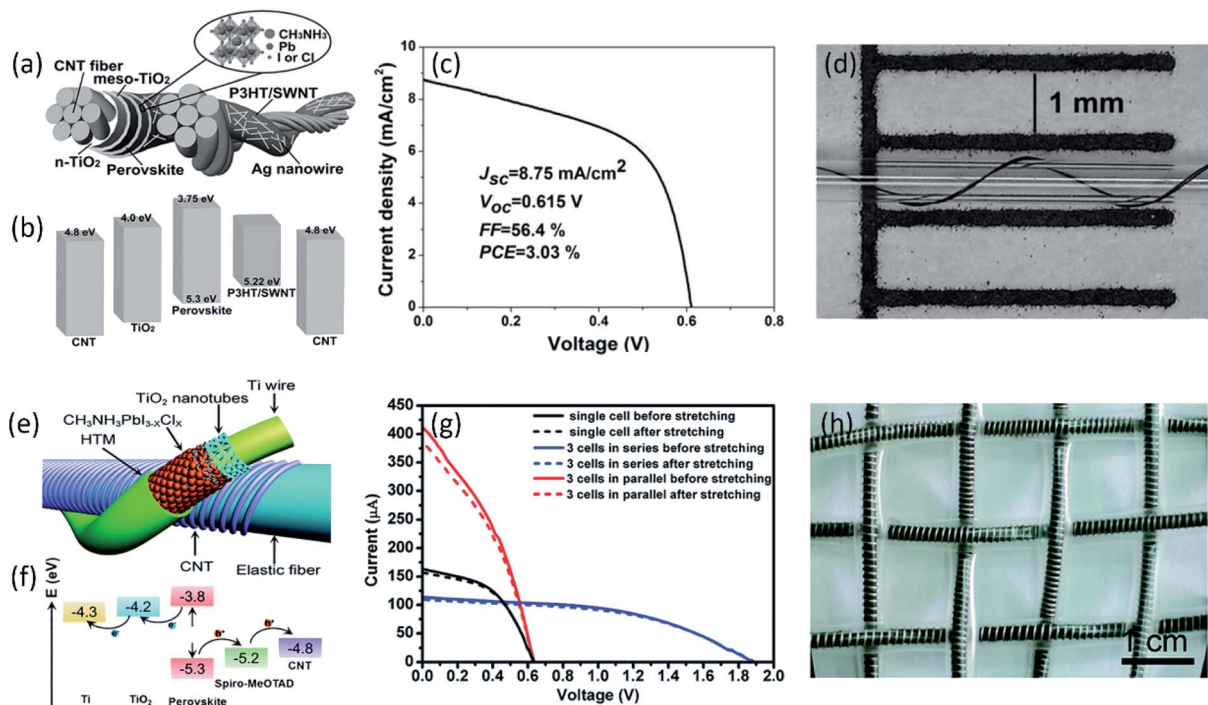 (a)
CNT fiber
meso-TiO₂
CH₃NH₃
Pb
I or Cl
P3HT/SWNT
n-TiO₂
Perovskite
Ag nanowire
(b)
4.8 eV
4.0 eV
3.75 eV
4.8 eV
5.22 eV
P3HT/SWNT
5.3 eV
Perovskite
TiO₂
CNT
CNT
(c)
Current density (mA/cm²)
10
8
6
4
2
0
J_SC=8.75 mA/cm²
V_OC=0.615 V
FF=56.4 %
PCE=3.03 %
0.0 0.2 0.4 0.6 0.8
Voltage (V)
(d)
1 mm
(e)
Ti wire
TiO₂ nanotubes
CH₃NH₃PbI₃₋ₓClₓ
HTM
CNT
Elastic fiber
(f)
E (eV)
-4.3
-4.2
-3.8
e⁻
e⁻
h⁺
h⁺
-5.3
-5.2
-4.8
CNT
Spiro-MeOTAD
Ti
TiO₂
Perovskite
(g)
Current (μA)
450
400
350
300
250
200
150
100
50
0
single cell before stretching
single cell after stretching
3 cells in series before stretching
3 cells in series after stretching
3 cells in parallel before stretching
3 cells in parallel after stretching
0.0 0.2 0.4 0.6 0.8 1.0 1.2 1.4 1.6 1.8 2.0
Voltage (V)
(h)
1 cm